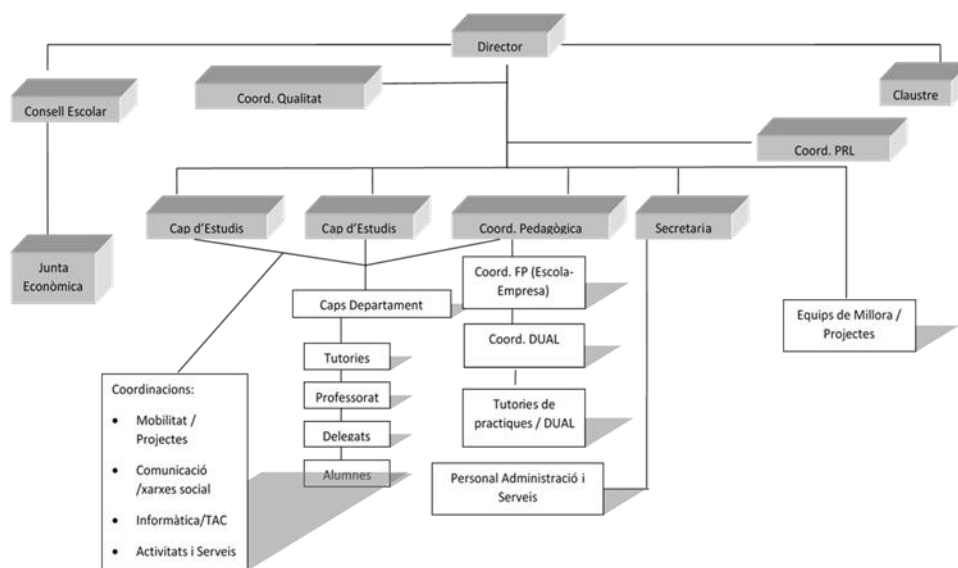 Director
Coord. Qualitat
Consell Escolar
Claustre
Coord. PRL
Cap d'Estudis
Cap d'Estudis
Coord. Pedagògica
Secretaria
Junta
Econòmica
Coord. FP (Escola-
Empresa)
Caps Departament
Equips de Millora /
Projectes
Coord. DUAL
Tutories
Professorat
Delegats
Alumnes
Tutories de
practiques / DUAL
Coordinacions:
• Mobilitat /
Projectes
• Comunicació
/xarxes social
• Informàtica/TAC
• Activitats i Serveis
Personal Administració i
Serveis